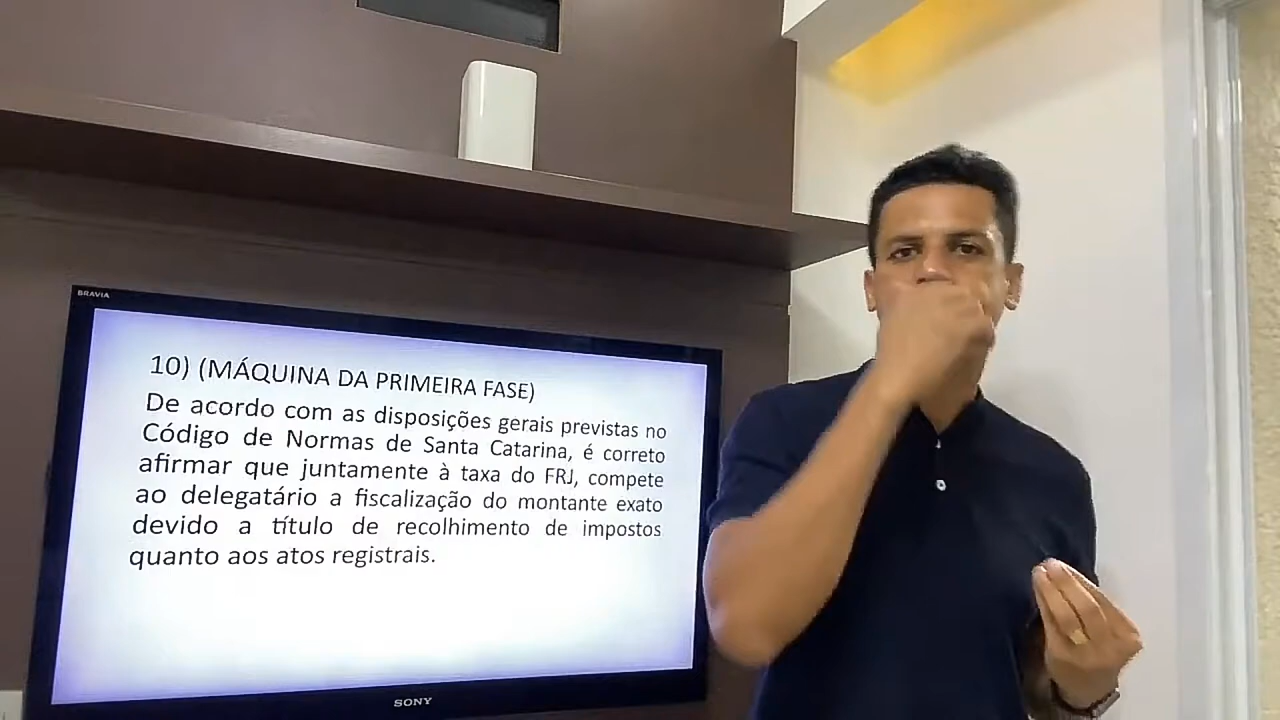 BRAVIA
10) (MÁQUINA DA PRIMEIRA FASE)
De acordo com as disposições gerais previstas no
Código de Normas de Santa Catarina, é correto
afirmar que juntamente à taxa do FRJ, compete
ao delegatário a fiscalização do montante exato
devido a título de recolhimento de impostos
quanto aos atos registrais.
SONY